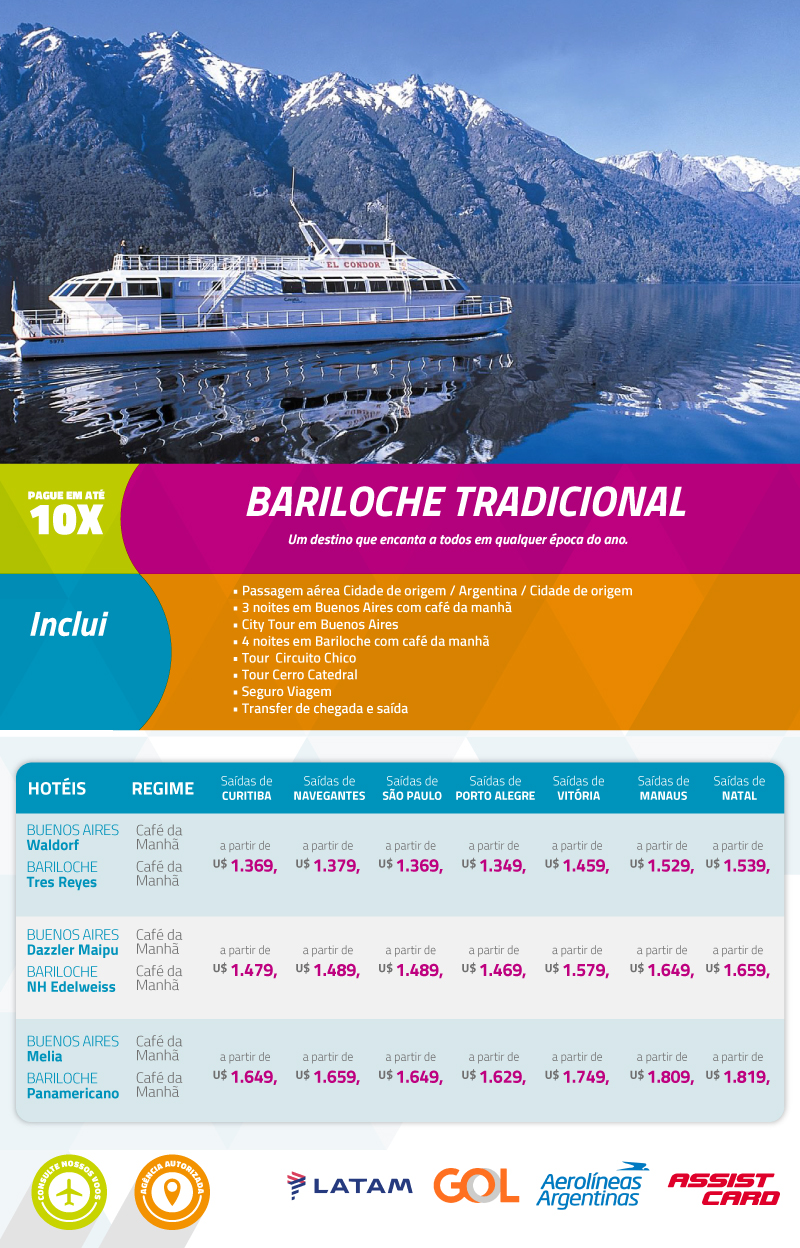 EL CONDOR
PAGUE EM ATÉ
10X
BARILOCHE TRADICIONAL
Um destino que encanta a todos em qualquer época do ano.
Inclui
• Passagem aérea Cidade de origem / Argentina / Cidade de origem
• 3 noites em Buenos Aires com café da manhã
• City Tour em Buenos Aires
• 4 noites em Bariloche com café da manhã
• Tour Circuito Chico
• Tour Cerro Catedral
• Seguro Viagem
• Transfer de chegada e saída
HOTÉIS REGIME Saídas de CURITIBA Saídas de NAVEGANTES Saídas de SÃO PAULO Saídas de PORTO ALEGRE Saídas de VITÓRIA Saídas de MANAUS Saídas de NATAL
BUENOS AIRES Café da
Waldorf Manhã
a partir de a partir de a partir de a partir de a partir de a partir de a partir de
BARILOCHE Café da U$ 1.369, U$ 1.379, U$ 1.369, U$ 1.349, U$ 1.459, U$ 1.529, U$ 1.539,
Tres Reyes Manhã
BUENOS AIRES Café da
Dazzler Maipu Manhã
a partir de a partir de a partir de a partir de a partir de a partir de a partir de
BARILOCHE Café da U$ 1.479, U$ 1.489, U$ 1.489, U$ 1.469, U$ 1.579, U$ 1.649, U$ 1.659,
NH Edelweiss Manhã
BUENOS AIRES Café da
Melia Manhã
a partir de a partir de a partir de a partir de a partir de a partir de a partir de
BARILOCHE Café da U$ 1.649, U$ 1.659, U$ 1.649, U$ 1.629, U$ 1.749, U$ 1.809, U$ 1.819,
Panamericano Manhã
CONSULTE NOSSOS VOOS
AGÊNCIA AUTORIZADA
LATAM
GOL
Aerolíneas
Argentinas
ASSIST
CARD